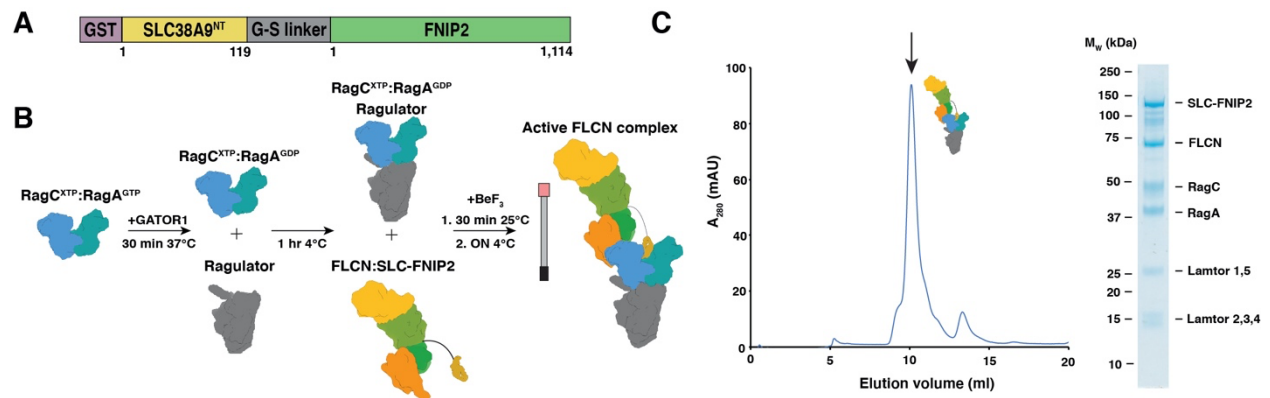 A
GST
SLC38A9NT
G-S linker
FNIP2
1
119
1
1,114
B
RagCXTP:RagAGTP
+GATOR1
30 min 37°C
RagCXTP:RagAGDP
+
Ragulator
1 hr 4°C
RagCXTP:RagAGDP
Ragulator
+
FLCN:SLC-FNIP2
+BeF3
1. 30 min 25°C
2. ON 4°C
Active FLCN complex
C
A280 (mAU)
100
80
60
40
20
0
0
5
10
15
20
Elution volume (ml)
MW (kDa)
250
150
100
75
50
37
25
20
15
10
SLC-FNIP2
FLCN
RagC
RagA
Lamtor 1,5
Lamtor 2,3,4